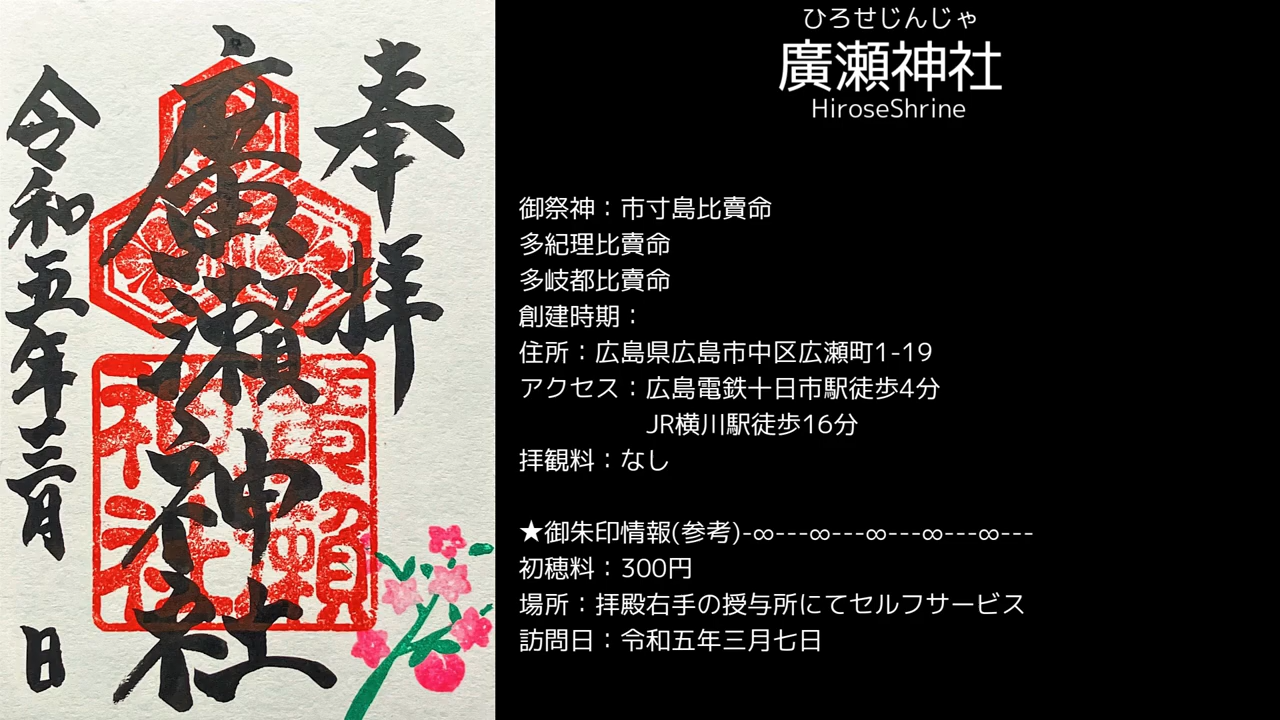 奉拝
廣瀬神社
令和五年三月 日
廣瀬神社
ひろせじんじゃ
廣瀬神社
HiroseShrine
御祭神：市寸島比賣命
多紀理比賣命
多岐都比賣命
創建時期：
住所：広島県広島市中区広瀬町1-19
アクセス：広島電鉄十日市駅徒歩4分
JR横川駅徒歩16分
拝観料：なし
★御朱印情報(参考)-∞---∞---∞---∞---∞---
初穂料：300円
場所：拝殿右手の授与所にてセルフサービス
訪問日：令和五年三月七日